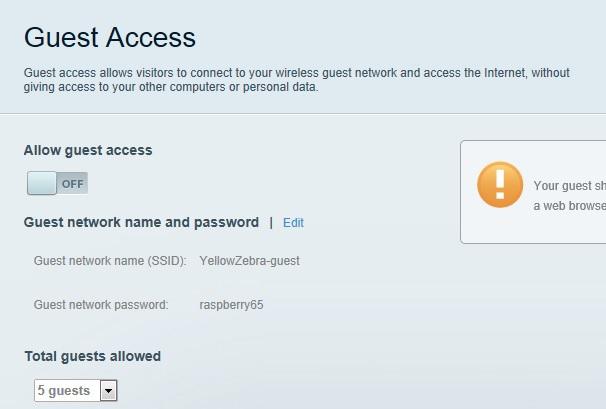 Guest Access
Guest access allows visitors to connect to your wireless guest network and access the Internet, without
giving access to your other computers or personal data.
Allow guest access
OFF
Your guest sh
a web browse
Guest network name and password | Edit
Guest network name (SSID): YellowZebra-guest
Guest network password: raspberry65
Total guests allowed
5 guests